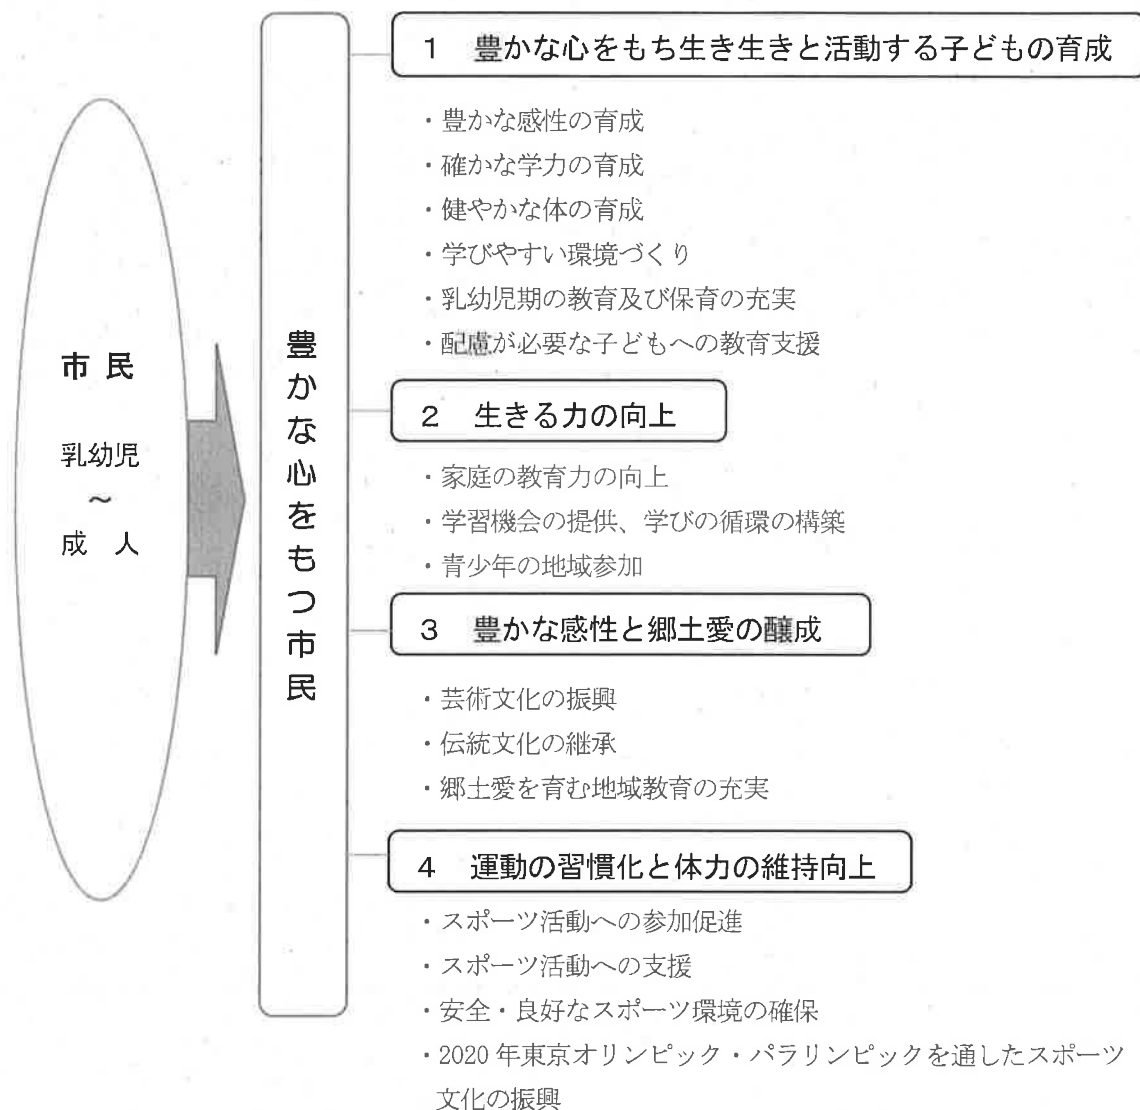 市 民
乳幼児
～
成 人
豊かな心をもつ市民
1 豊かな心をもち生き生きと活動する子どもの育成
・豊かな感性の育成
・確かな学力の育成
・健やかな体の育成
・学びやすい環境づくり
・乳幼児期の教育及び保育の充実
・配慮が必要な子どもへの教育支援
2 生きる力の向上
・家庭の教育力の向上
・学習機会の提供、学びの循環の構築
・青少年の地域参加
3 豊かな感性と郷土愛の醸成
・芸術文化の振興
・伝統文化の継承
・郷土愛を育む地域教育の充実
4 運動の習慣化と体力の維持向上
・スポーツ活動への参加促進
・スポーツ活動への支援
・安全・良好なスポーツ環境の確保
・2020 年東京オリンピック・パラリンピックを通したスポーツ
文化の振興